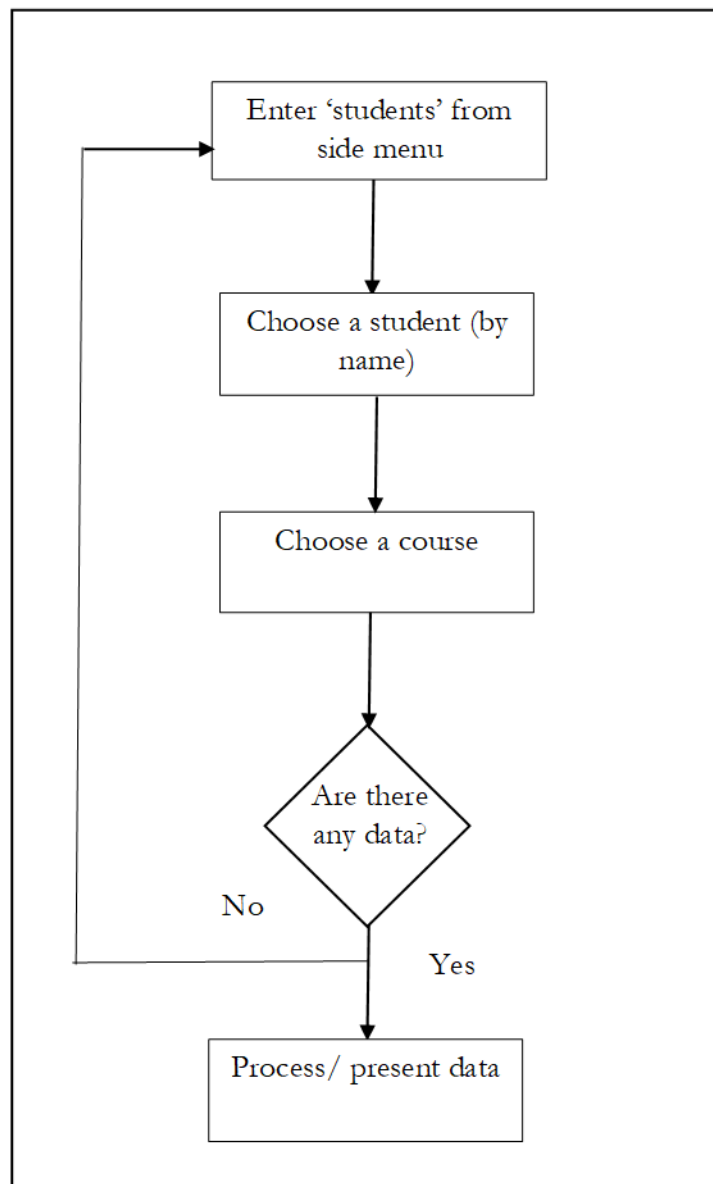 Enter ‘students’ from
side menu
Choose a student (by
name)
Choose a course
Are there
any data?
No
Yes
Process/ present data